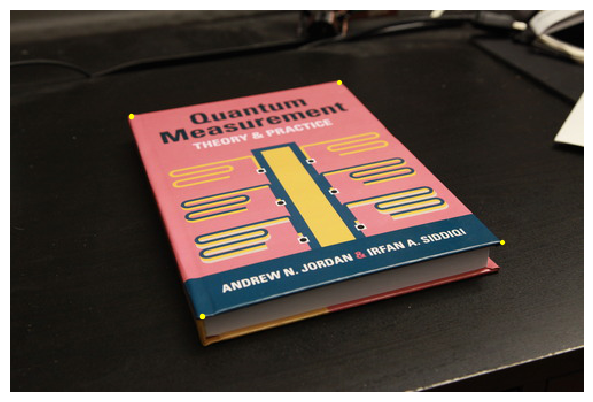 Quantum
Measurement
THEORY & PRACTICE
ANDREW N. JORDAN & IRFAN A. SIDDIQI